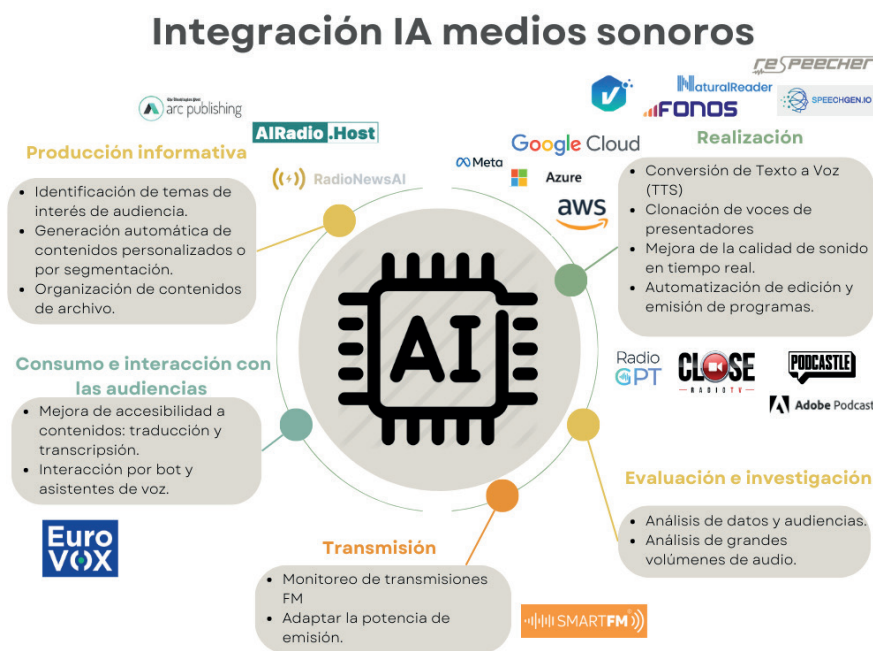 Integración IA medios sonoros
The Washington Post
arc publishing
AIRadio.Host
RadioNewsAI
Producción informativa
• Identificación de temas de
interés de audiencia.
• Generación automática de
contenidos personalizados o
por segmentación.
• Organización de contenidos
de archivo.
reSPEECHER
NaturalReader
FONOS
SPEECHGEN.IO
Google Cloud
Meta
Azure
aws
Realización
• Conversión de Texto a Voz
(TTS)
• Clonación de voces de
presentadores
• Mejora de la calidad de sonido
en tiempo real.
• Automatización de edición y
emisión de programas.
Radio
GPT
CLOSE
RADIOTV
PODCASTLE
Adobe Podcast
AI
Consumo e interacción con
las audiencias
• Mejora de accesibilidad a
contenidos: traducción y
transcripsión.
• Interacción por bot y
asistentes de voz.
Euro
VOX
Transmisión
• Monitoreo de transmisiones
FM
• Adaptar la potencia de
emisión.
SMARTFM
Evaluación e investigación
• Análisis de datos y audiencias.
• Análisis de grandes
volúmenes de audio.